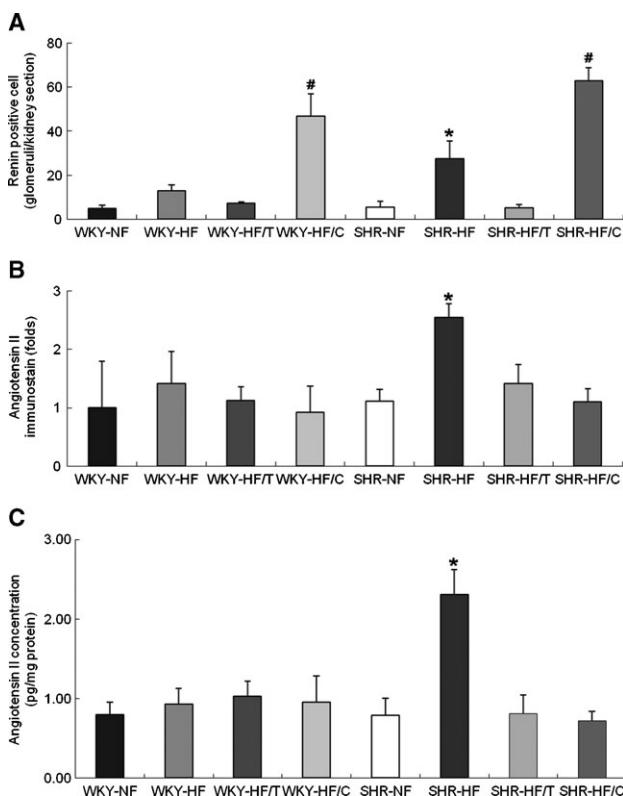 A
Renin positive cell
(glomeruli/kidney section)
80
60
40
20
0
#
*
#
WKY-NF WKY-HF WKY-HF/T WKY-HF/C SHR-NF SHR-HF SHR-HF/T SHR-HF/C
B
Angiotensin II
immunostain (folds)
3
2
1
0
*
WKY-NF WKY-HF WKY-HF/T WKY-HF/C SHR-NF SHR-HF SHR-HF/T SHR-HF/C
C
Angiotensin II concentration
(pg/mg protein)
3.00
2.00
1.00
0.00
*
WKY-NF WKY-HF WKY-HF/T WKY-HF/C SHR-NF SHR-HF SHR-HF/T SHR-HF/C